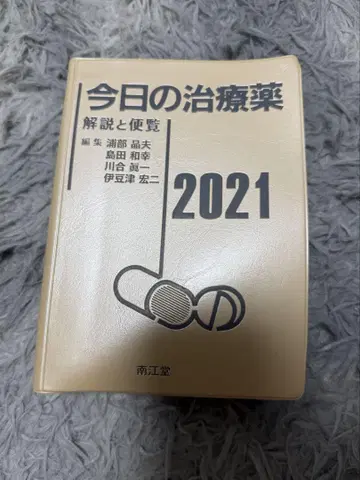 今日の治療薬
解説と便覧
編集 浦部 晶夫
島田 和幸
川合 眞一
伊豆津 宏二
2021
南江堂